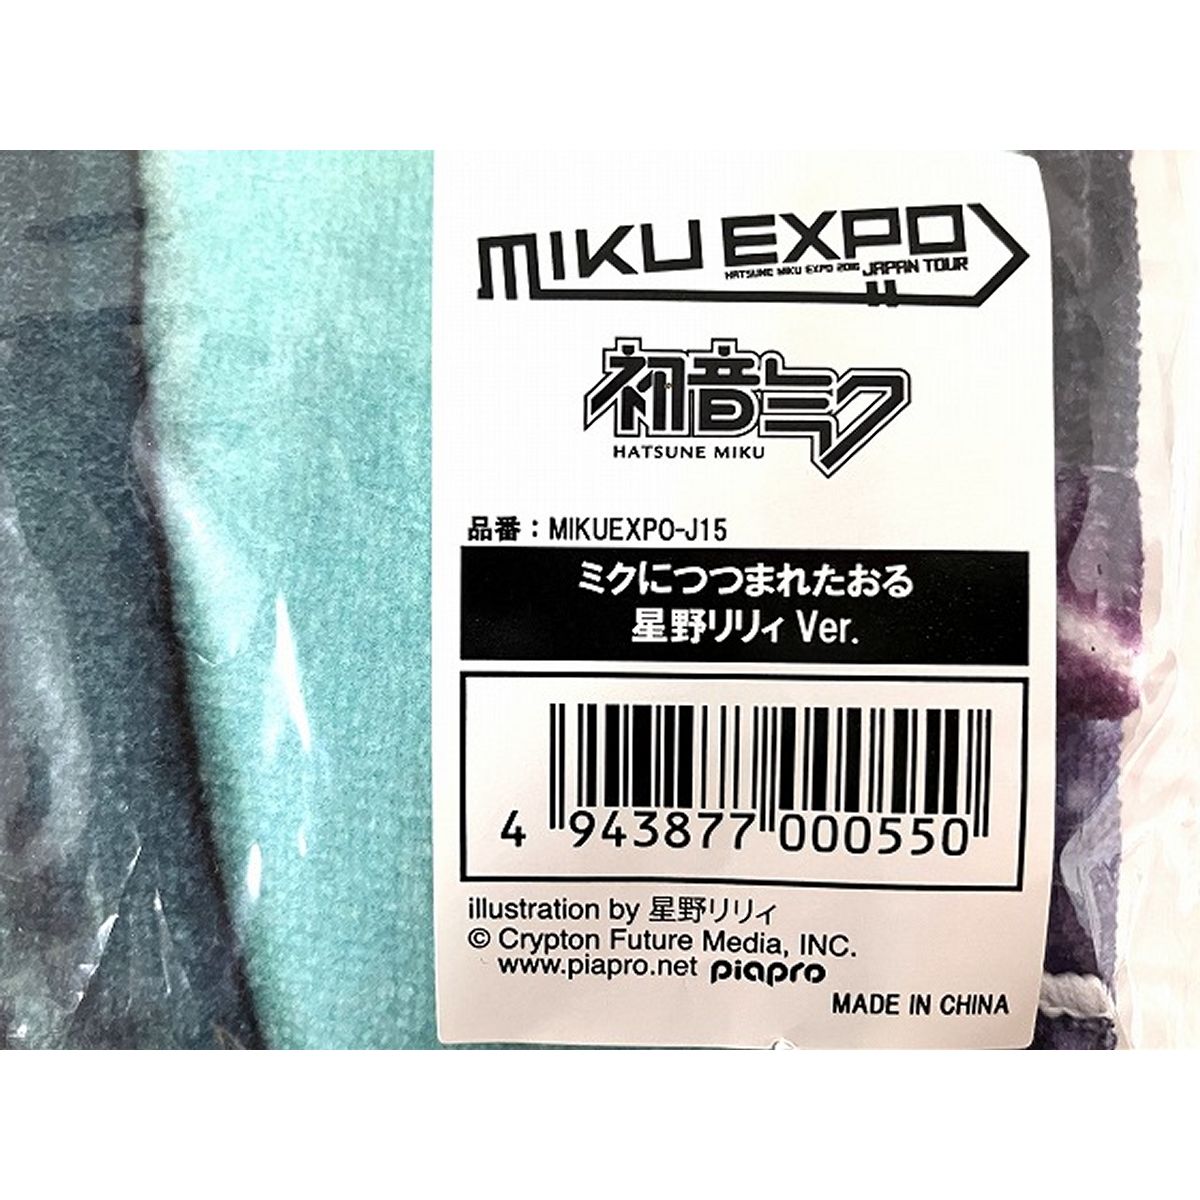 MIKU EXPO
HATSUNE MIKU EXPO 2016 JAPAN TOUR
初音ミク
HATSUNE MIKU
品番：MIKUEXPO-J15
ミクにつつまれたおる
星野リリィ Ver.
4 943877 000550
illustration by 星野リリィ
© Crypton Future Media, INC.
www.piapro.net piapro
MADE IN CHINA